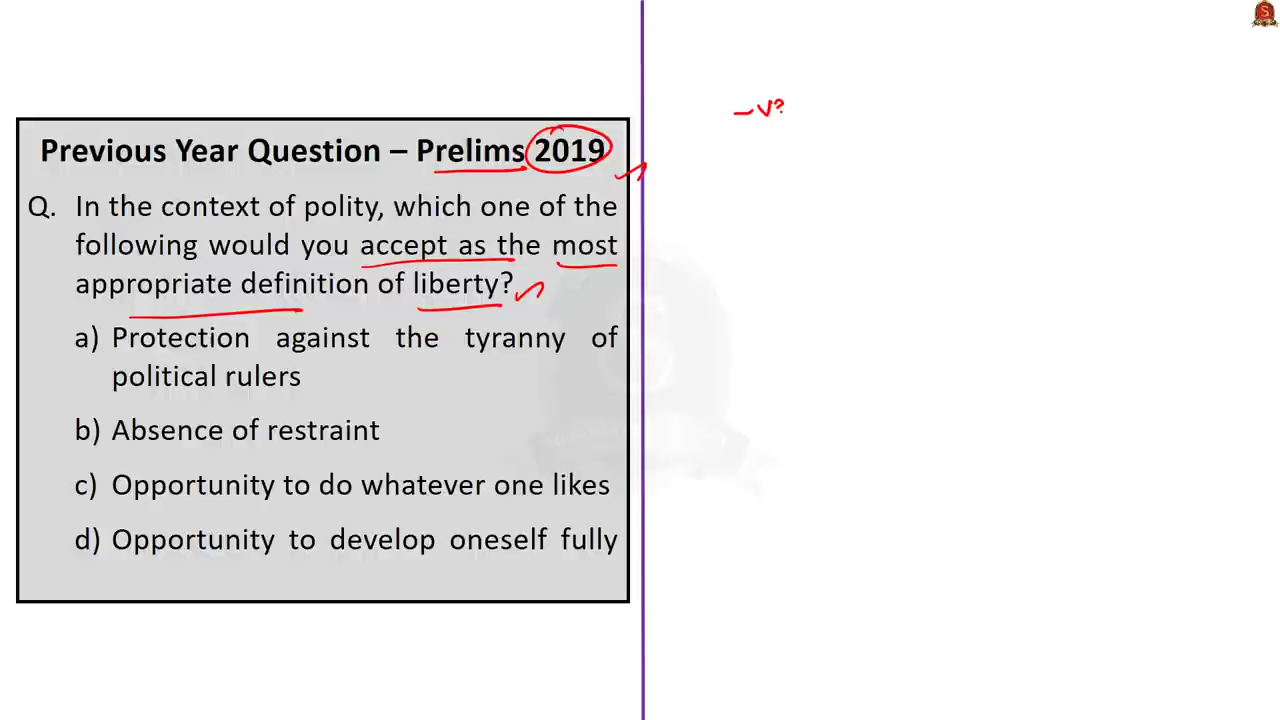 Previous Year Question – Prelims 2019
Q. In the context of polity, which one of the
following would you accept as the most
appropriate definition of liberty?
a) Protection against the tyranny of
political rulers
b) Absence of restraint
c) Opportunity to do whatever one likes
d) Opportunity to develop oneself fully